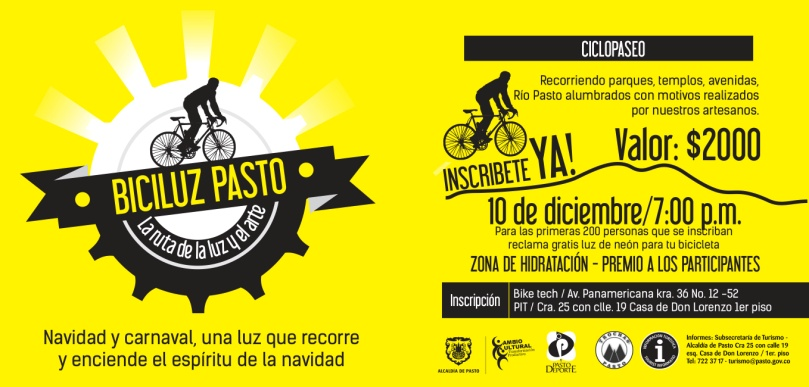 BICILUZ PASTO
La ruta de la luz y el arte
Navidad y carnaval, una luz que recorre
y enciende el espíritu de la navidad
CICLOPASEO
Recorriendo parques, templos, avenidas,
Río Pasto alumbrados con motivos realizados
por nuestros artesanos.
INSCRIBETE YA!
Valor: $2000
10 de diciembre/7:00 p.m.
Para las primeras 200 personas que se inscriban
reclama gratis luz de neón para tu bicicleta
ZONA DE HIDRATACIÓN - PREMIO A LOS PARTICIPANTES
Inscripción
Bike tech / Av. Panamericana kra. 36 No. 12 -52
PIT / Cra. 25 con clle. 19 Casa de Don Lorenzo 1er piso
ALCALDÍA DE PASTO
CAMBIO
CULTURAL
PASTO
DEPORTE
Informes: Subsecretaría de Turismo -
Alcaldía de Pasto Cra 25 con calle 19
esq. Casa de Don Lorenzo / 1er piso.
Tel: 722 37 17 - turismo@pasto.gov.co